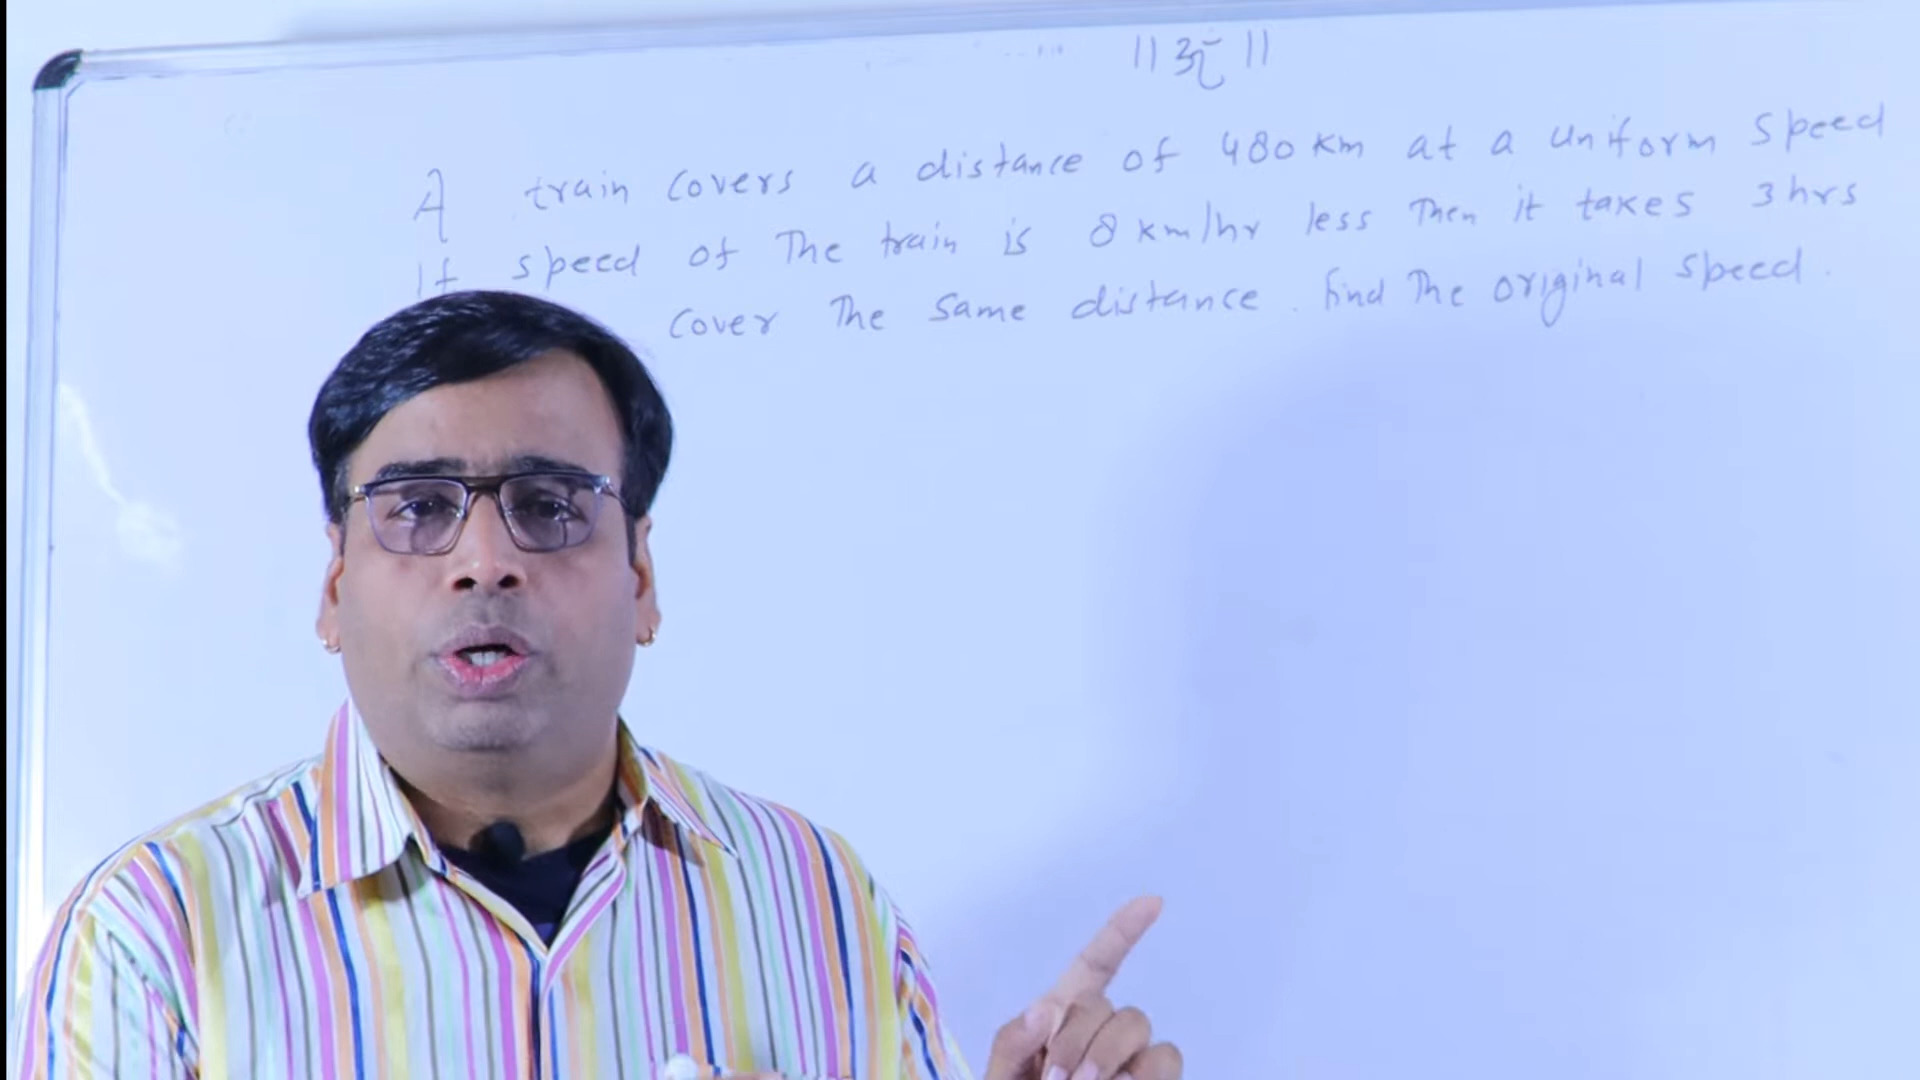 || ॐ ||
A train covers a distance of 480 km at a uniform speed
If speed of The train is 8 km/hr less Then it takes 3 hrs
cover The same distance. find The original speed.